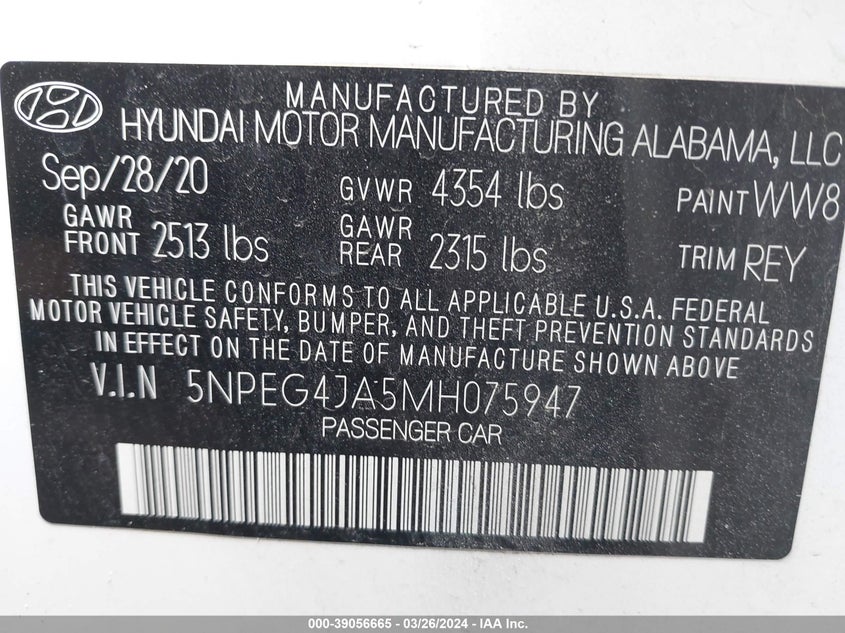 MANUFACTURED BY
HYUNDAI MOTOR MANUFACTURING ALABAMA, LLC
Sep/28/20 GVWR 4354 lbs PAINT WW8
GAWR FRONT 2513 lbs GAWR REAR 2315 lbs TRIM REY
THIS VEHICLE CONFORMS TO ALL APPLICABLE U.S.A. FEDERAL
MOTOR VEHICLE SAFETY, BUMPER, AND THEFT PREVENTION STANDARDS
IN EFFECT ON THE DATE OF MANUFACTURE SHOWN ABOVE
V.I.N 5NPEG4JA5MH075947
PASSENGER CAR
000-39056665 - 03/26/2024 - IAA Inc.